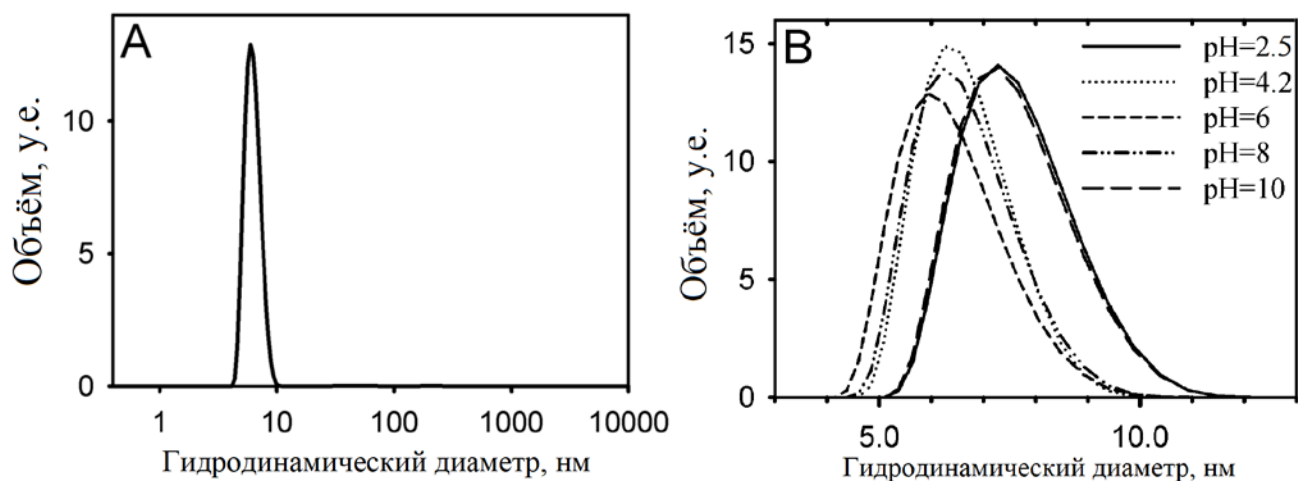 A
Объём, у.е.
10
5
0
1
10
100
1000
10000
Гидродинамический диаметр, нм
B
Объём, у.е.
15
10
5
0
pH=2.5
pH=4.2
pH=6
pH=8
pH=10
5.0
10.0
Гидродинамический диаметр, нм